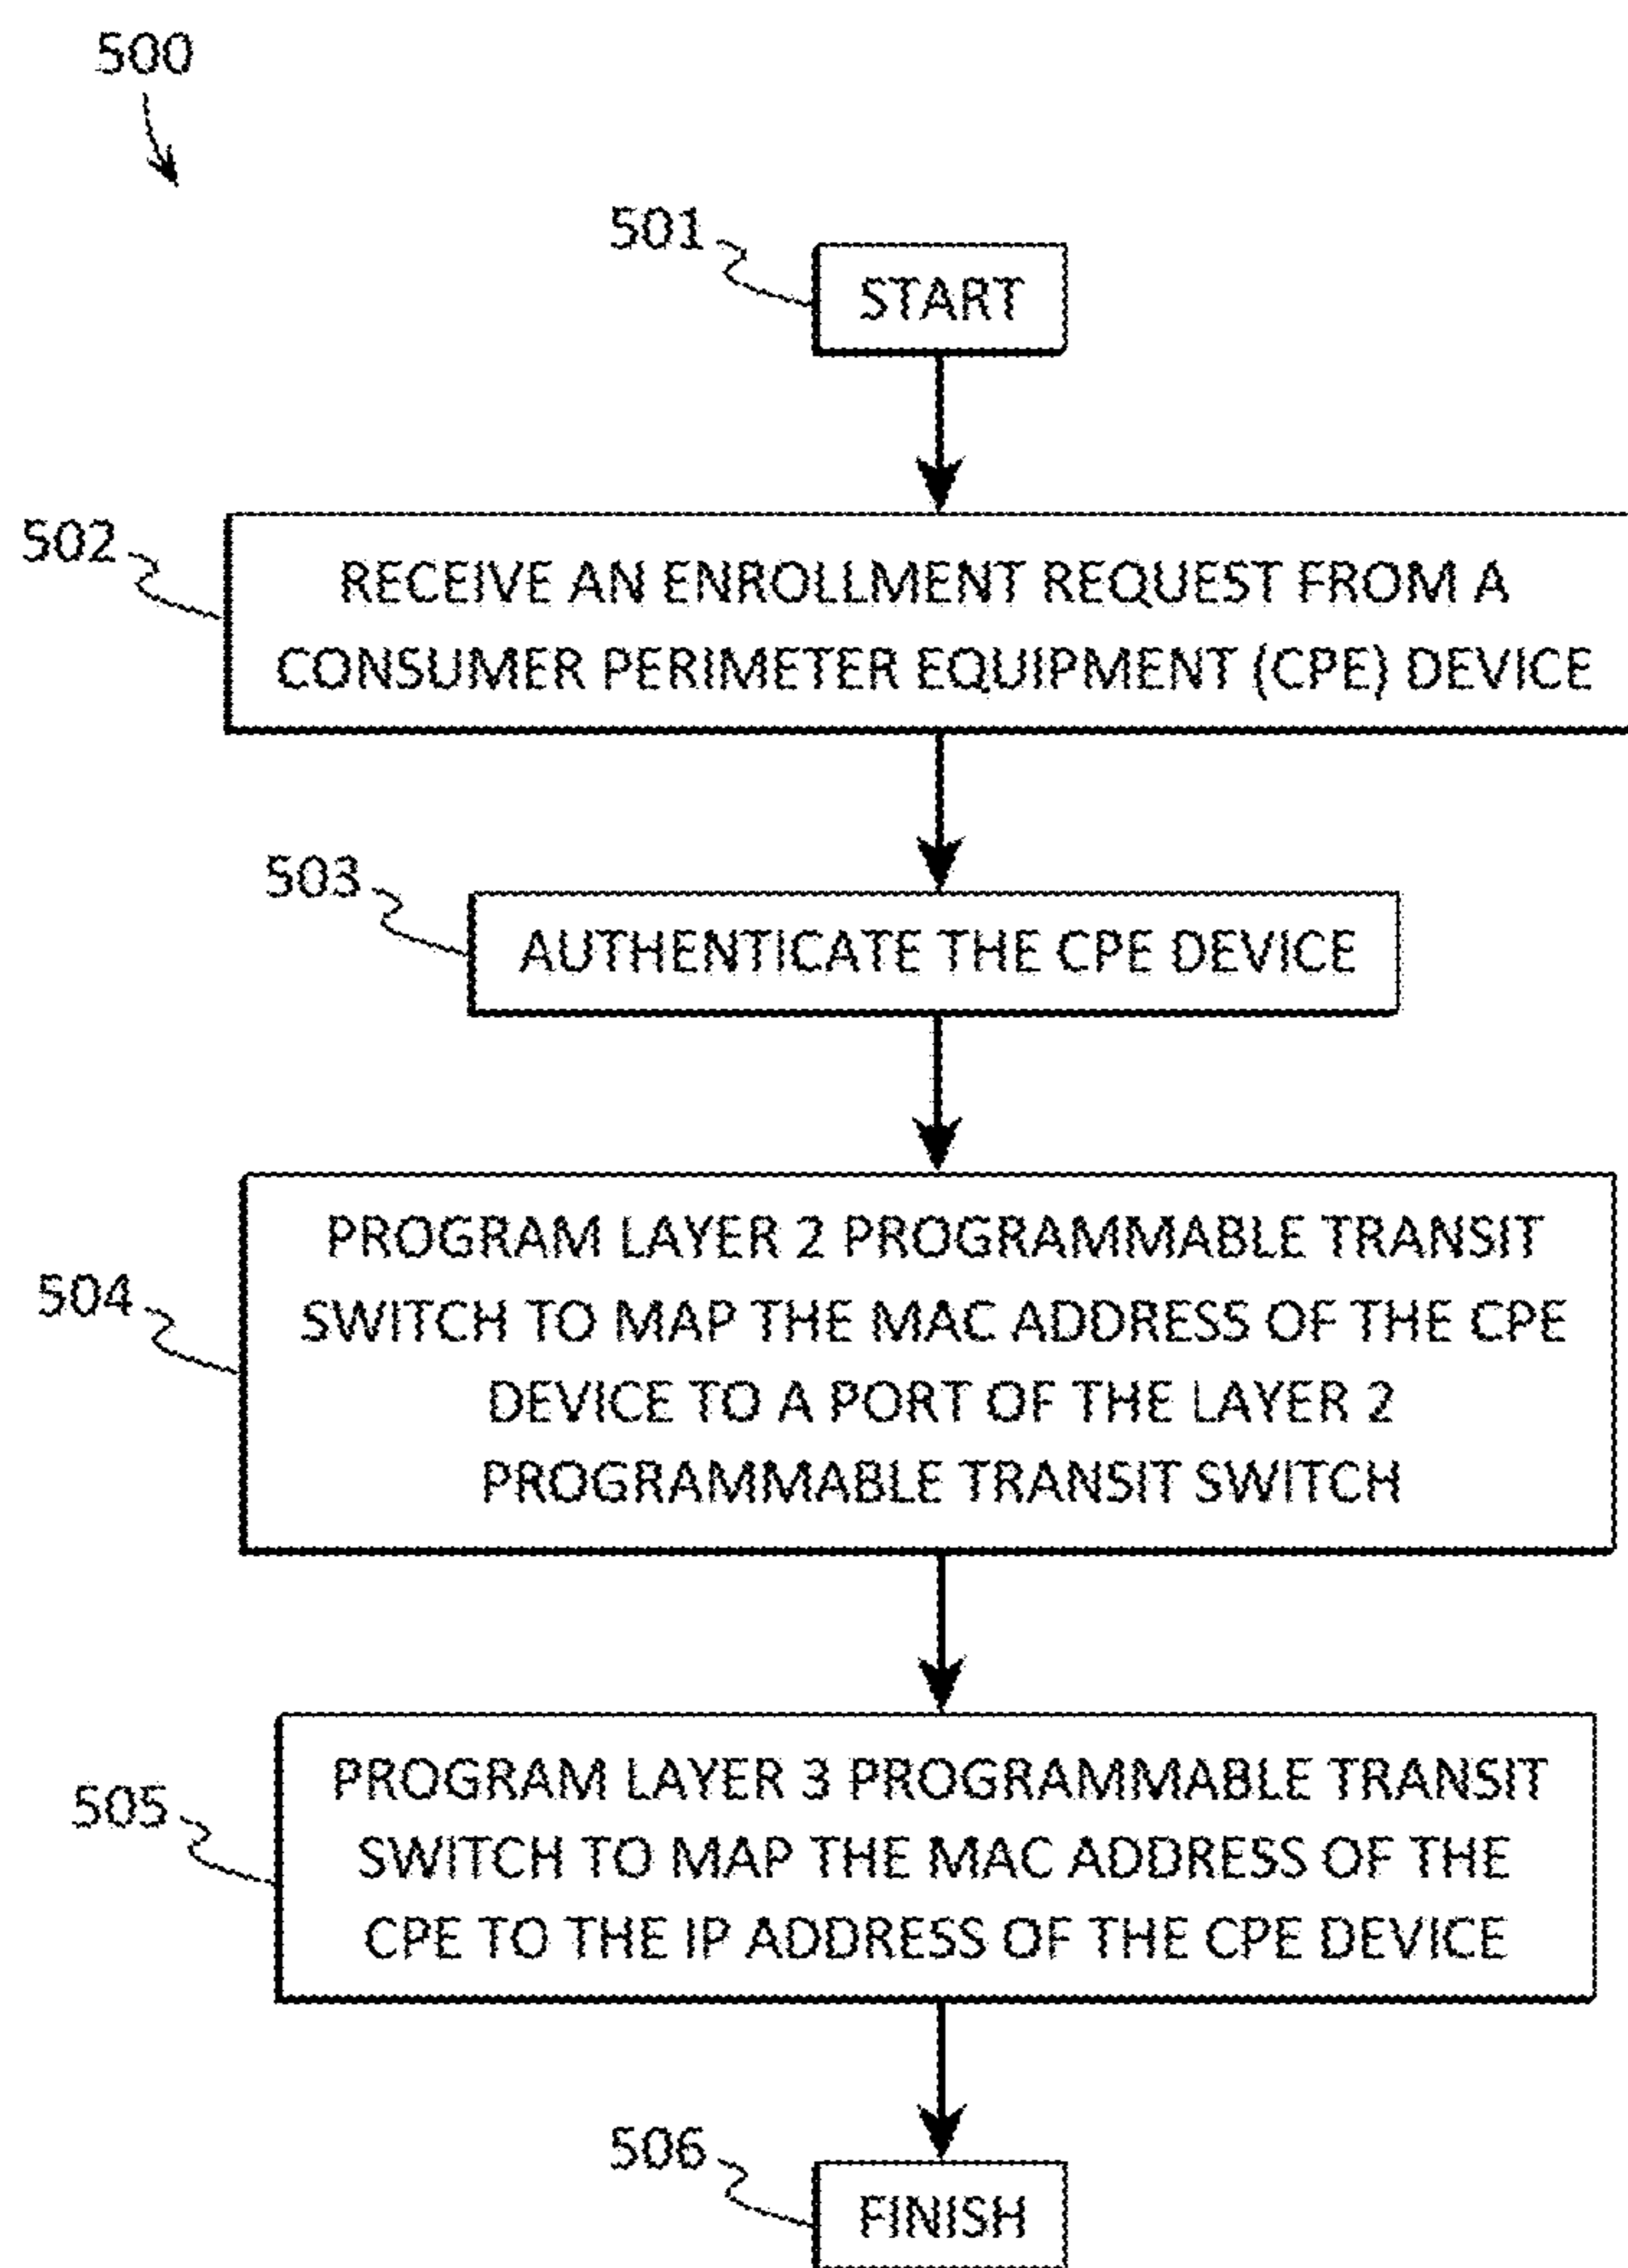 500
501
START
502
RECEIVE AN ENROLLMENT REQUEST FROM A
CONSUMER PERIMETER EQUIPMENT (CPE) DEVICE
503
AUTHENTICATE THE CPE DEVICE
504
PROGRAM LAYER 2 PROGRAMMABLE TRANSIT
SWITCH TO MAP THE MAC ADDRESS OF THE CPE
DEVICE TO A PORT OF THE LAYER 2
PROGRAMMABLE TRANSIT SWITCH
505
PROGRAM LAYER 3 PROGRAMMABLE TRANSIT
SWITCH TO MAP THE MAC ADDRESS OF THE
CPE TO THE IP ADDRESS OF THE CPE DEVICE
506
FINISH